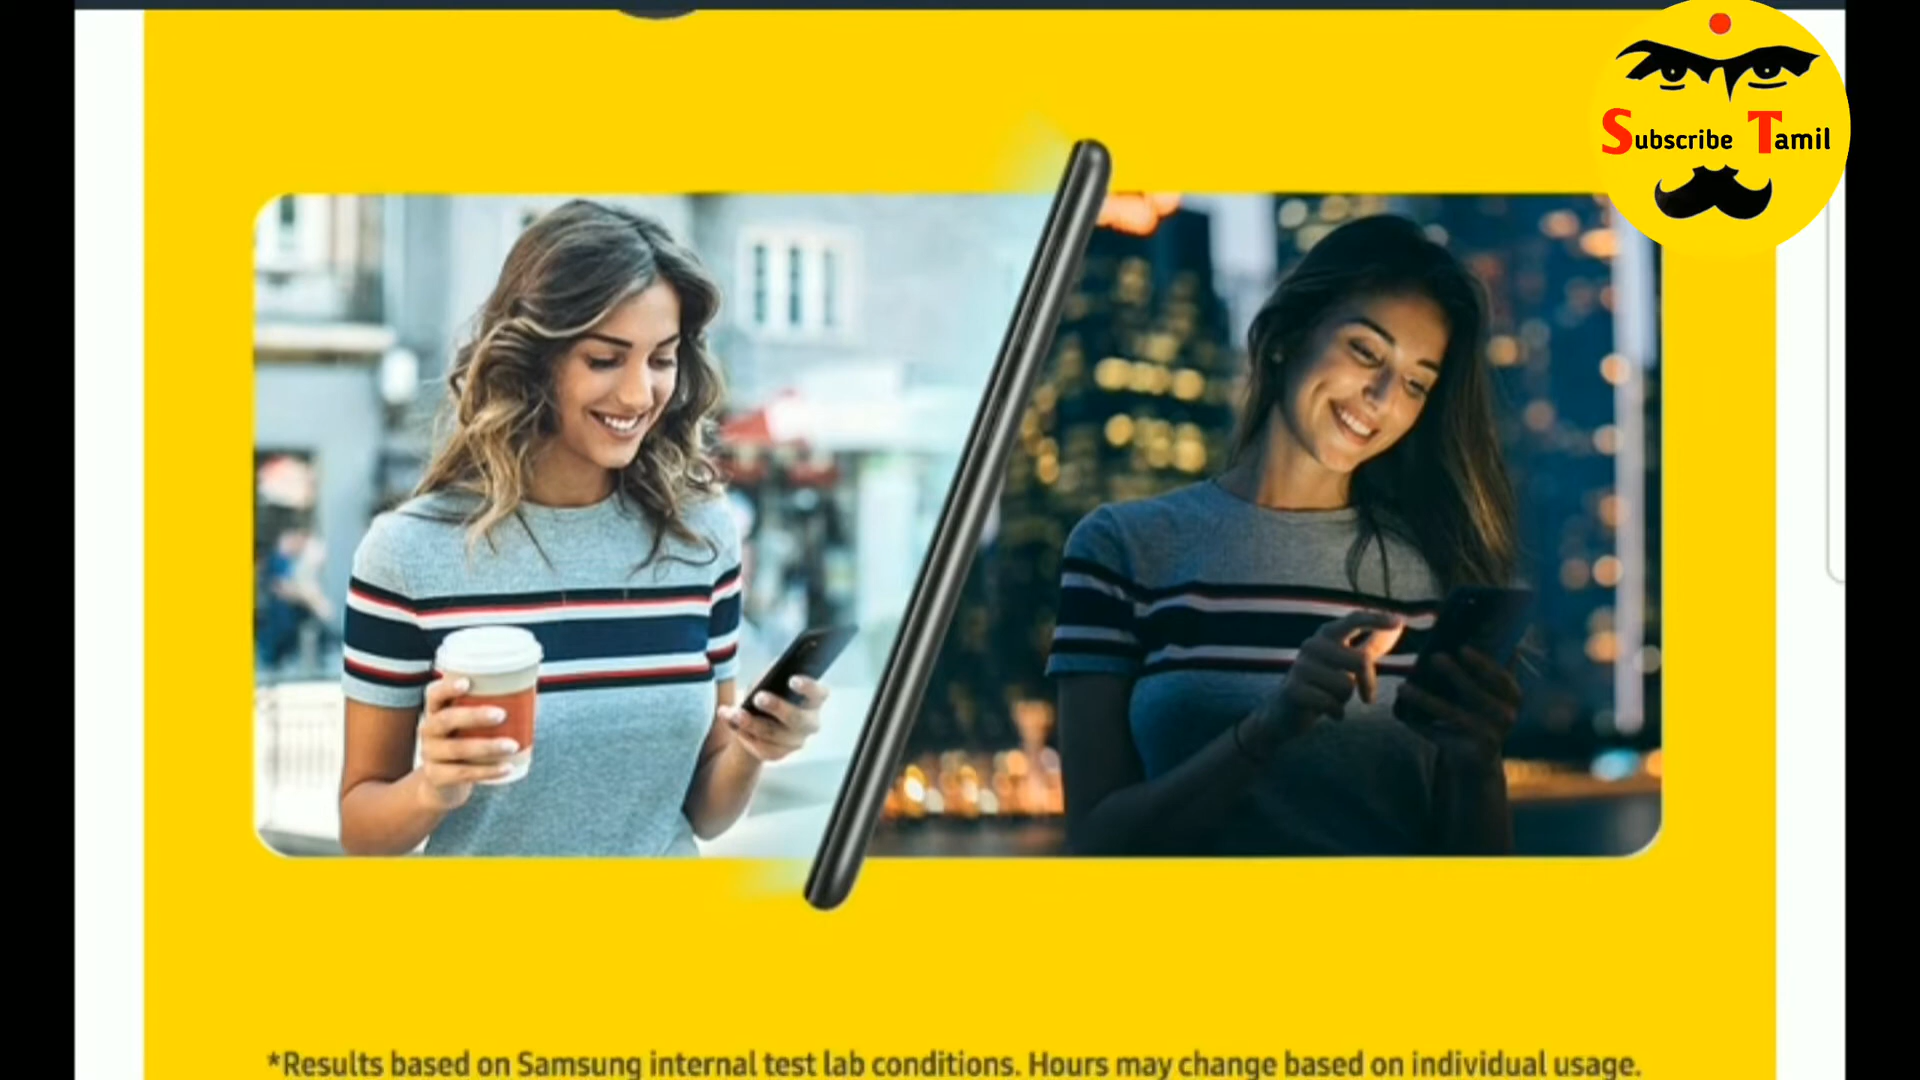 Subscribe Tamil
*Results based on Samsung internal test lab conditions. Hours may change based on individual usage.